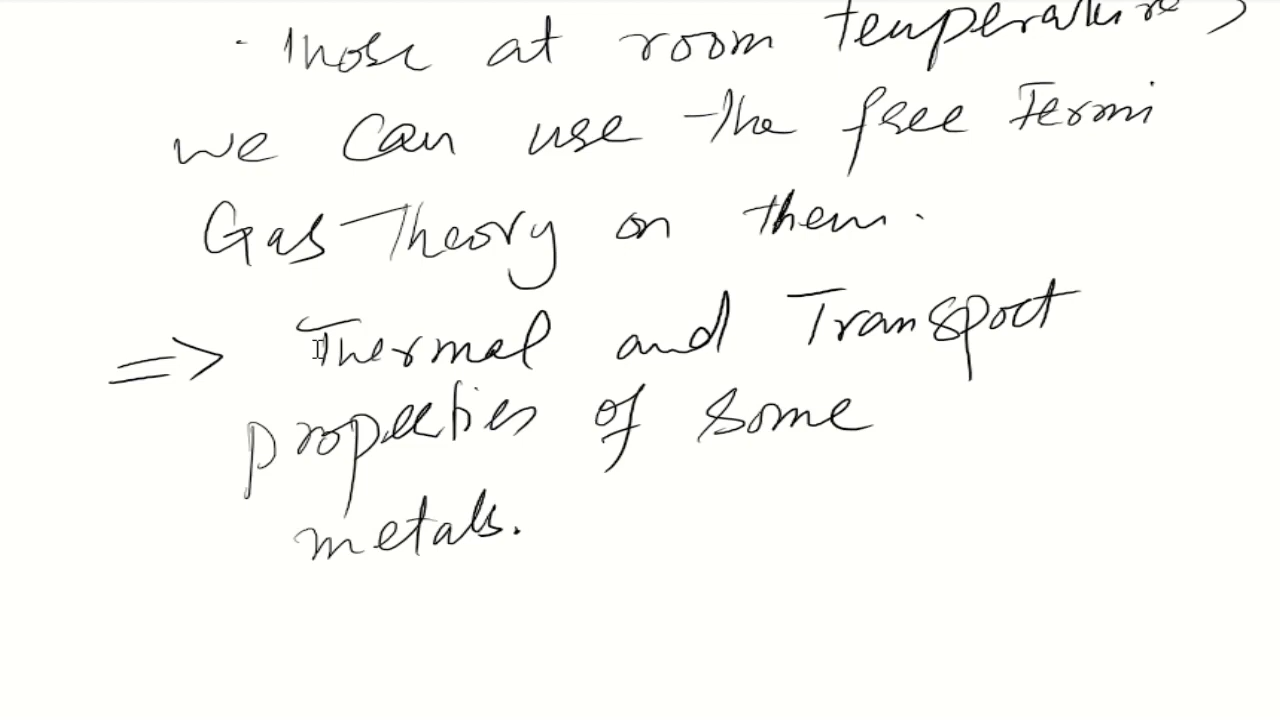 . Those at room temperature,
we can use the free Fermi
Gas Theory on them.
=> Thermal and Transport
properties of some
metals.